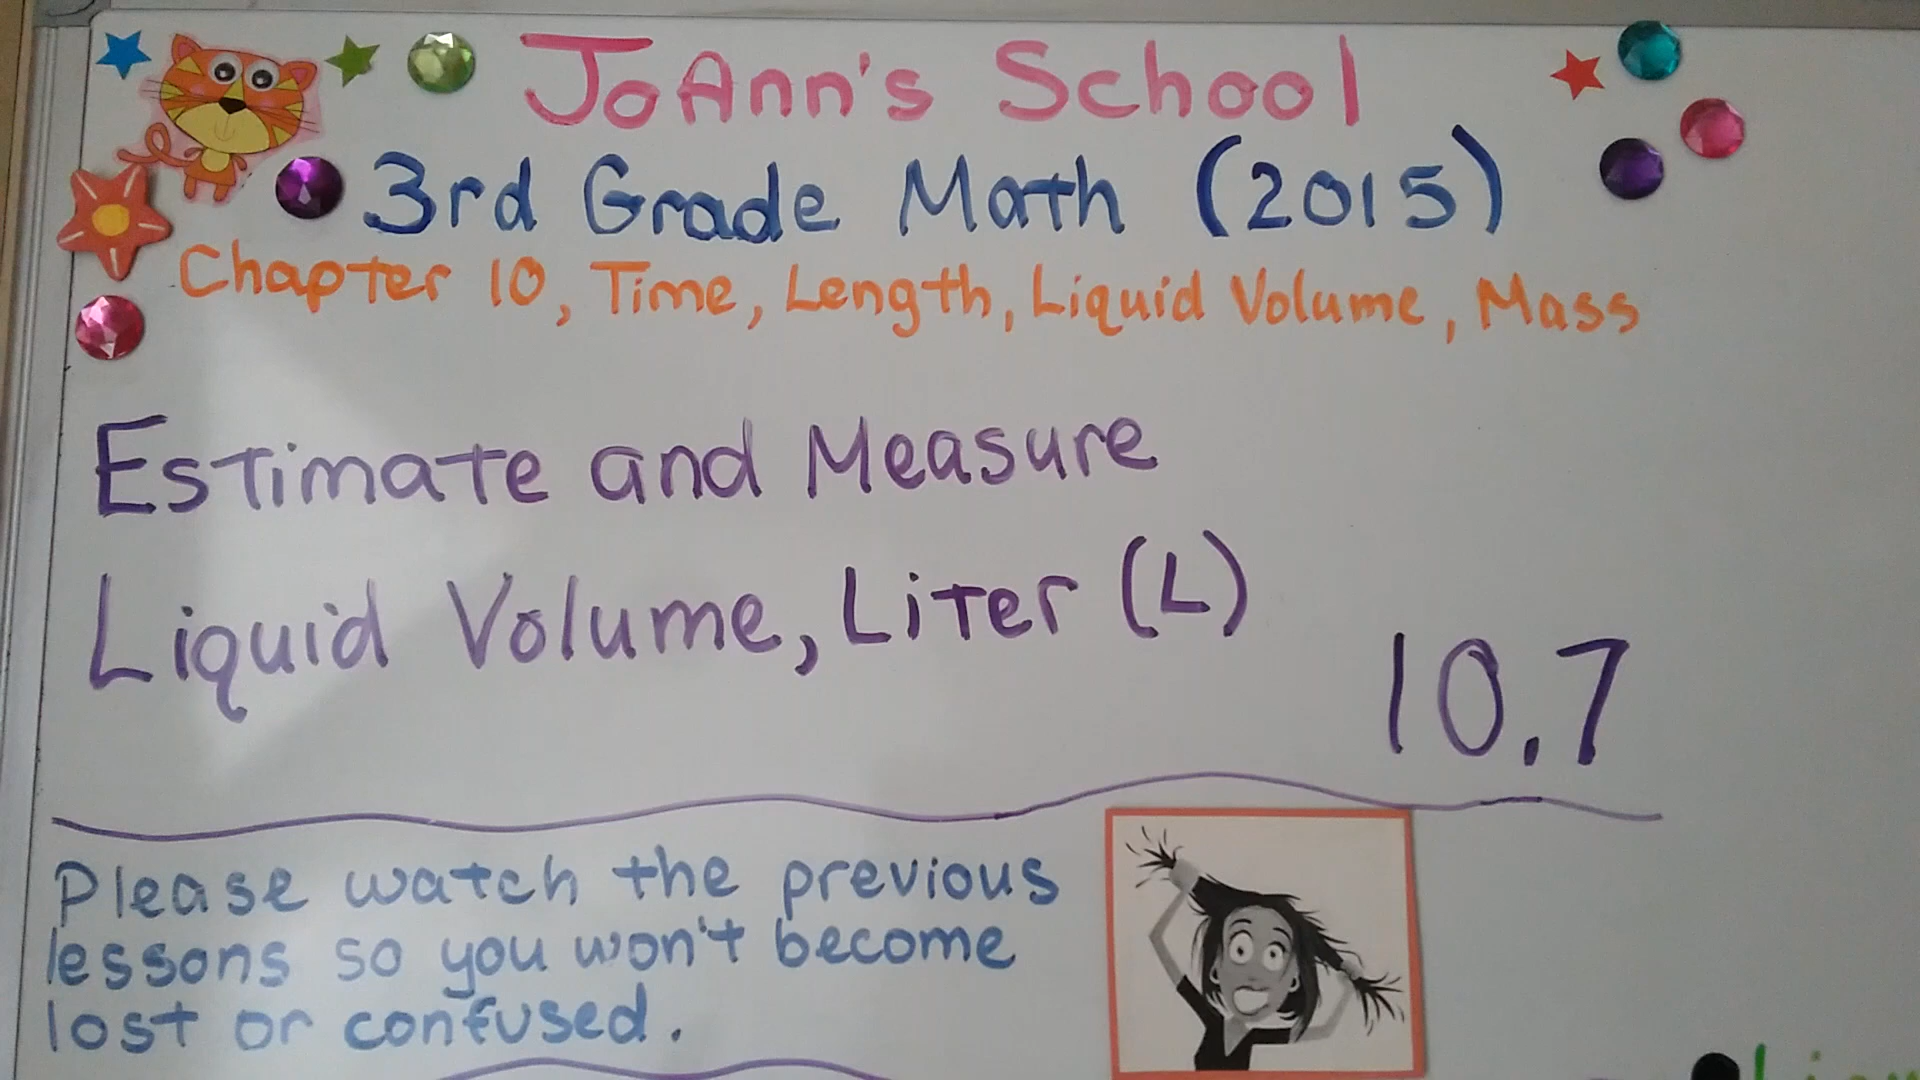 JoAnn's School
3rd Grade Math (2015)
Chapter 10, Time, Length, Liquid Volume, Mass
Estimate and Measure
Liquid Volume, Liter (L)
10.7
Please watch the previous
lessons so you won't become
lost or confused.